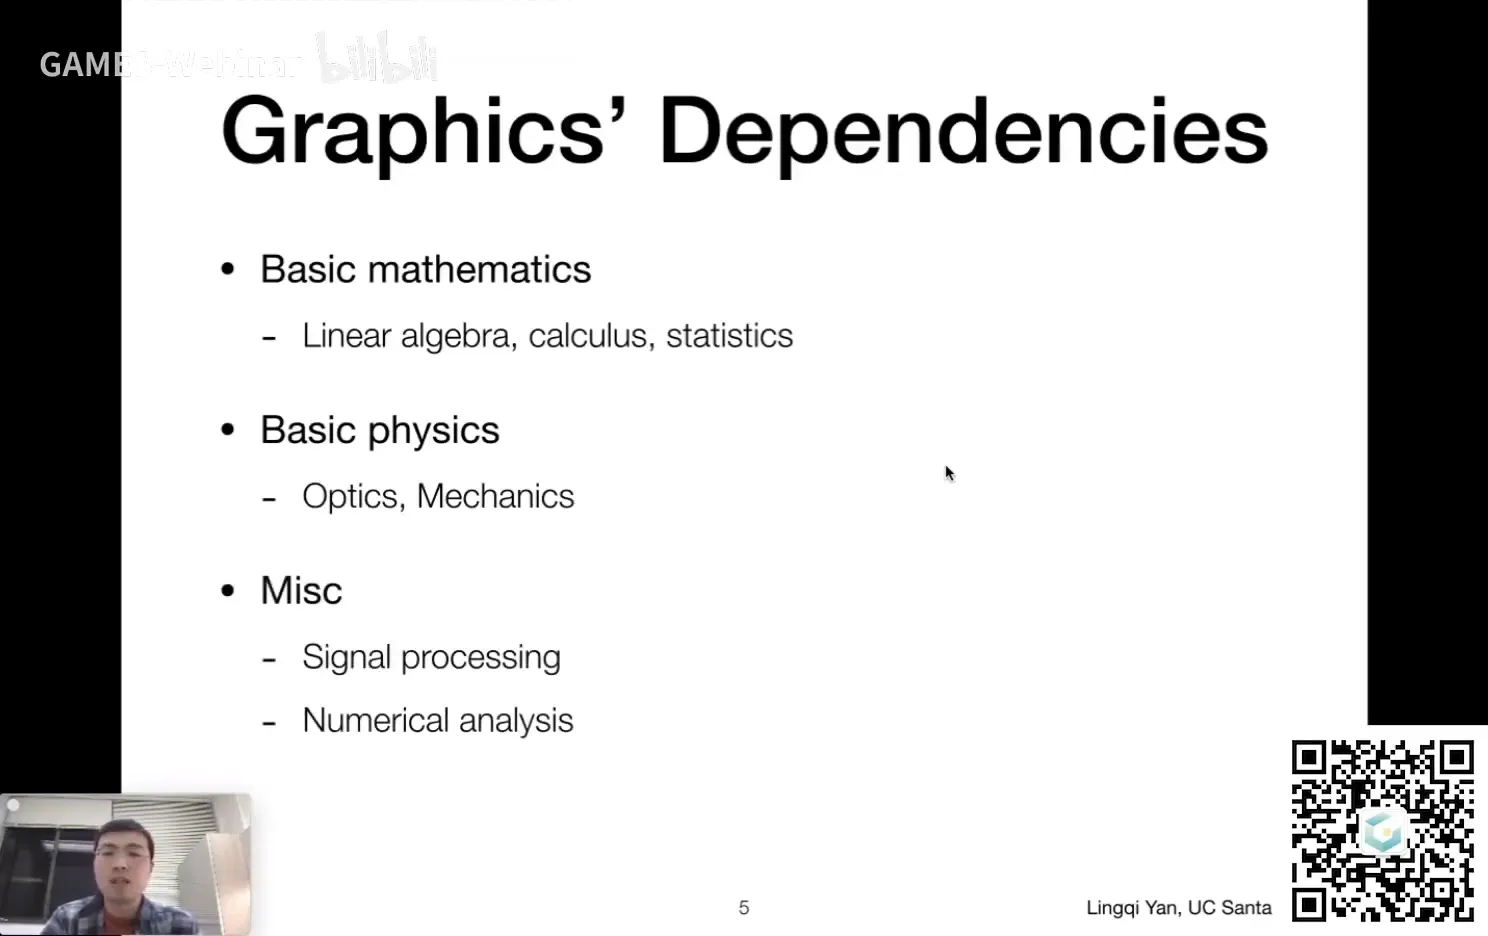 GAMES-Webinar bilibili
Graphics’ Dependencies
• Basic mathematics
- Linear algebra, calculus, statistics
• Basic physics
- Optics, Mechanics
• Misc
- Signal processing
- Numerical analysis
5
Lingqi Yan, UC Santa